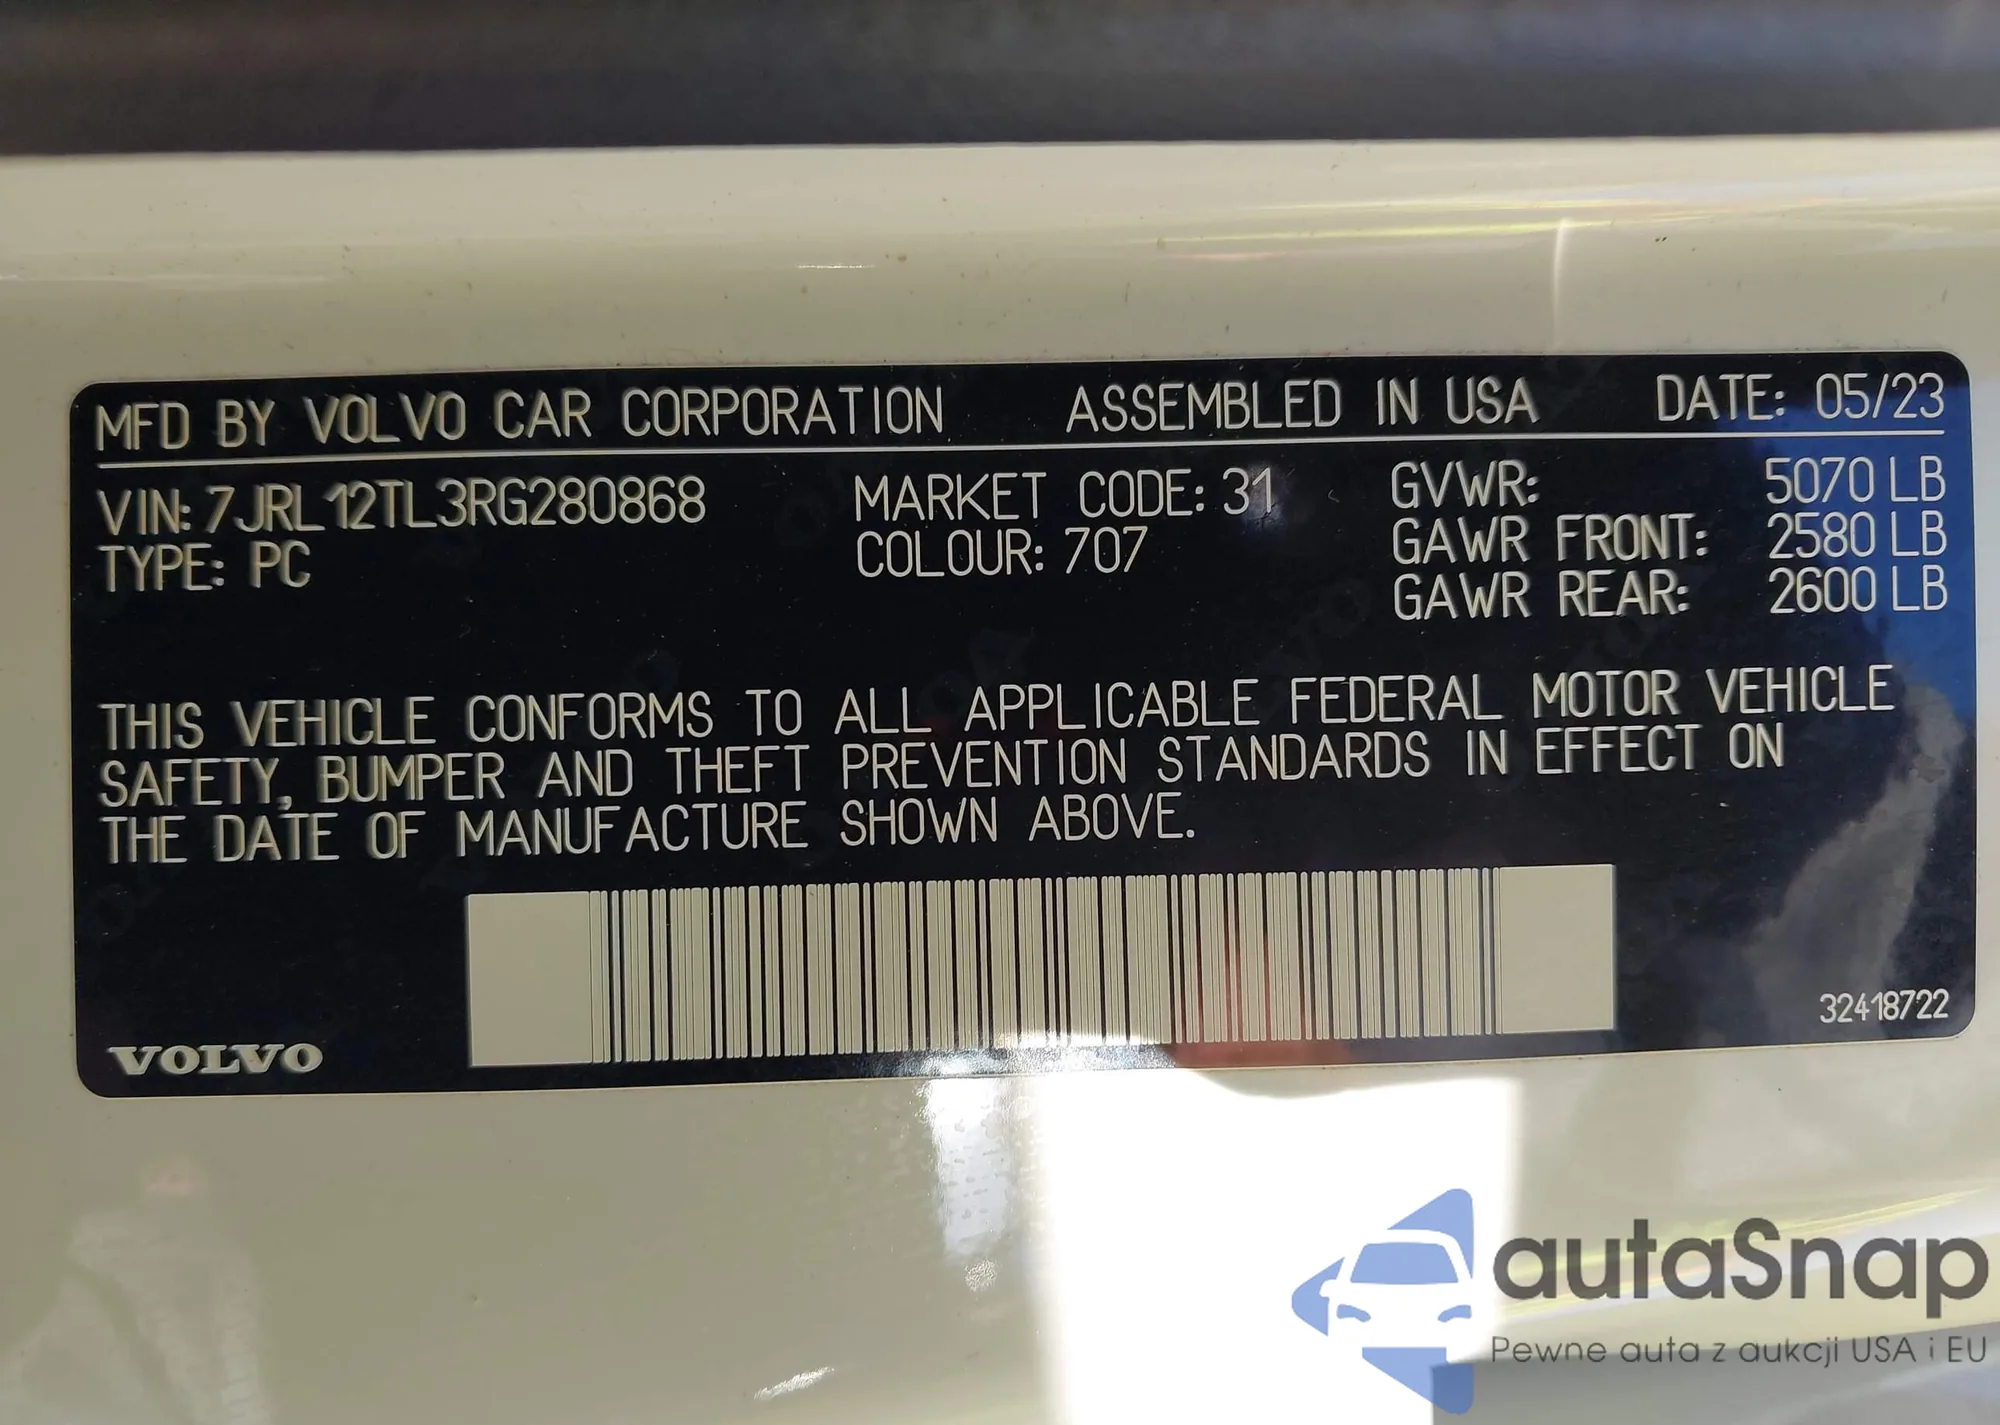 MFD BY VOLVO CAR CORPORATION ASSEMBLED IN USA DATE: 05/23
VIN: 7JRL12TL3RG280868 MARKET CODE: 31 GVWR: 5070 LB
TYPE: PC COLOUR: 707 GAWR FRONT: 2580 LB
GAWR REAR: 2600 LB
THIS VEHICLE CONFORMS TO ALL APPLICABLE FEDERAL MOTOR VEHICLE
SAFETY, BUMPER AND THEFT PREVENTION STANDARDS IN EFFECT ON
THE DATE OF MANUFACTURE SHOWN ABOVE.
32418722
VOLVO
autaSnap
Pewne auta z aukcji USA i EU